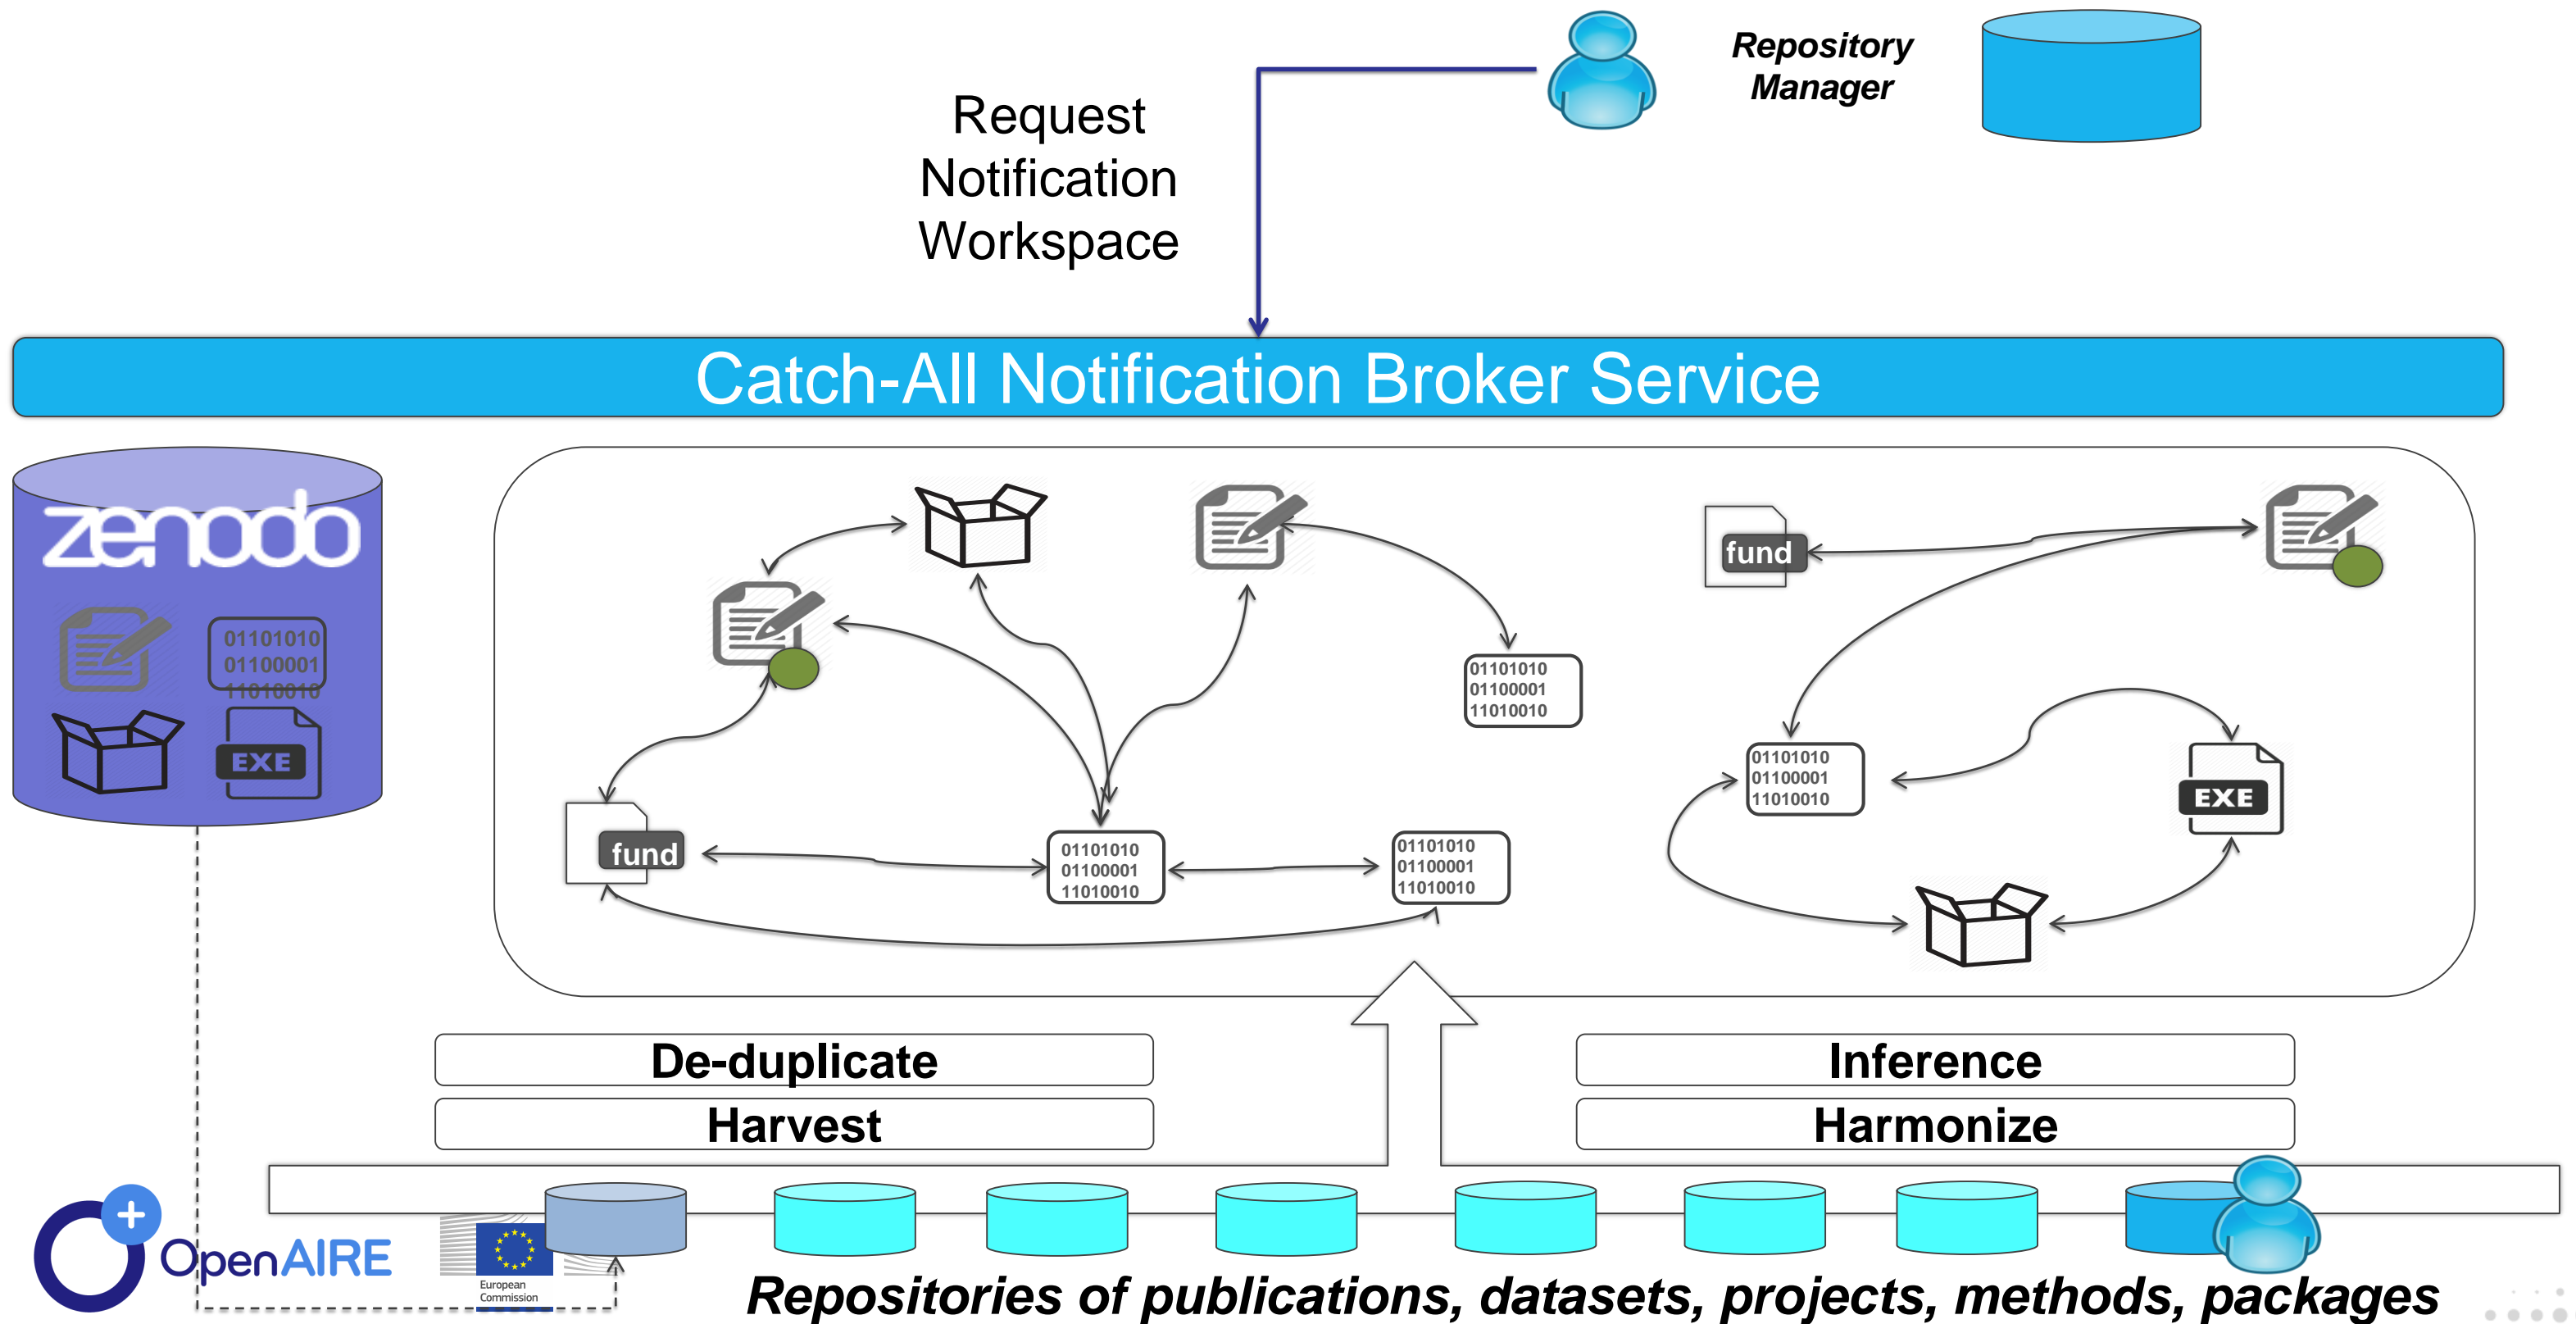 Repository
Manager
Request
Notification
Workspace
Catch-All Notification Broker Service
zenodo
01101010
01100001
11010010
EXE
fund
01101010
01100001
11010010
01101010
01100001
11010010
01101010
01100001
11010010
fund
01101010
01100001
11010010
EXE
De-duplicate
Inference
Harvest
Harmonize
OpenAIRE
European
Commission
Repositories of publications, datasets, projects, methods, packages